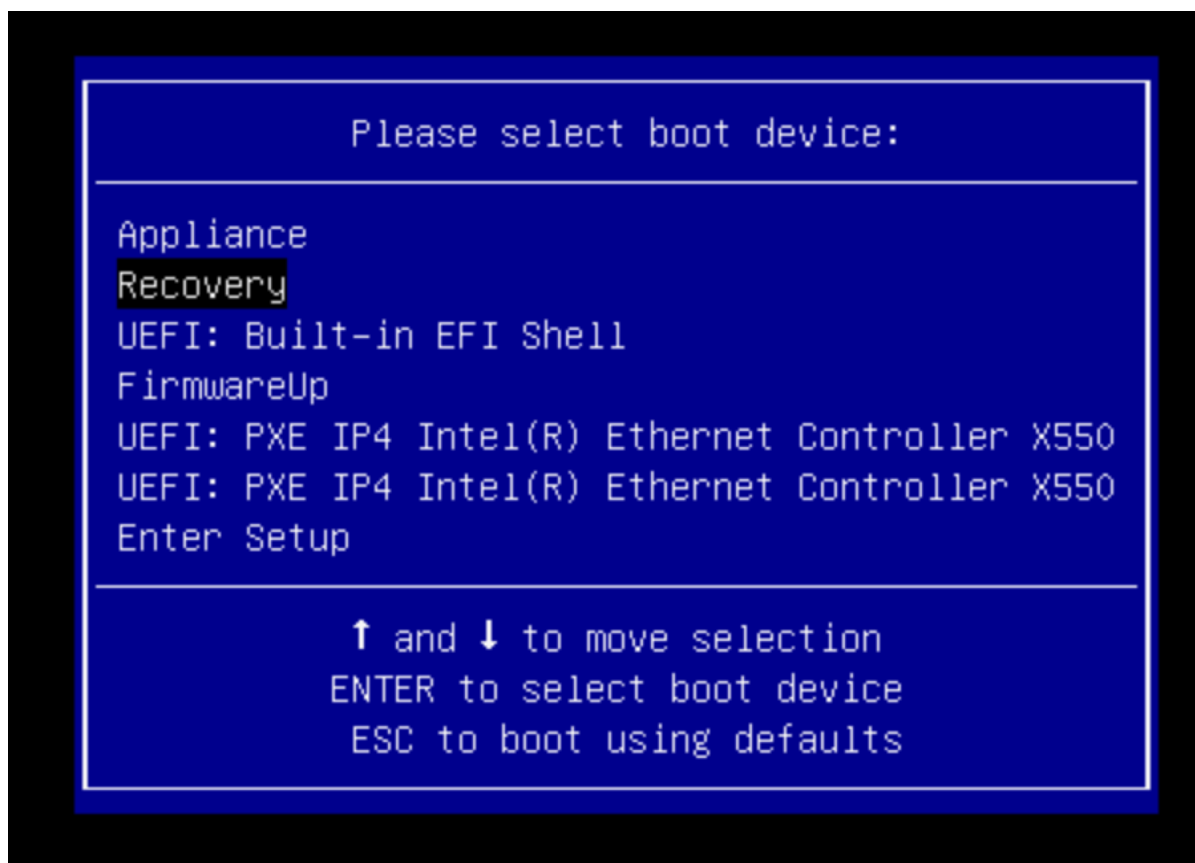 Please select boot device:
Appliance
Recovery
UEFI: Built-in EFI Shell
FirmwareUp
UEFI: PXE IP4 Intel(R) Ethernet Controller X550
UEFI: PXE IP4 Intel(R) Ethernet Controller X550
Enter Setup
↑ and ↓ to move selection
ENTER to select boot device
ESC to boot using defaults